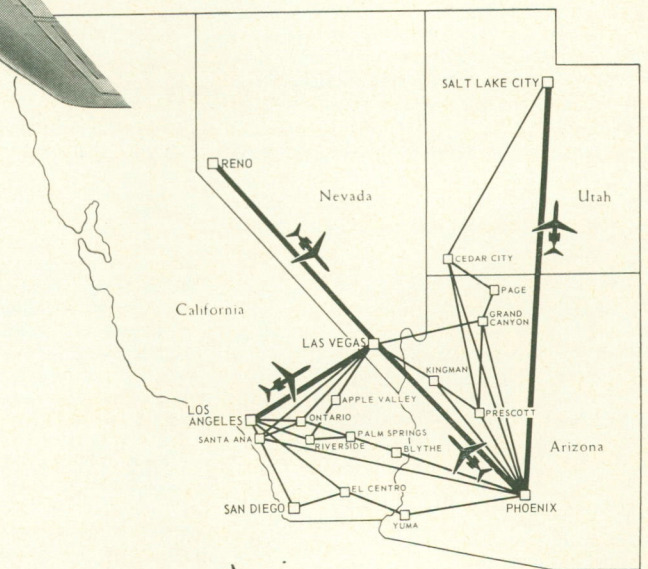 SALT LAKE CITY
RENO
Nevada
Utah
CEDAR CITY
PAGE
California
GRAND
CANYON
LAS VEGAS
KINGMAN
APPLE VALLEY
LOS
ANGELES
ONTARIO
PRESCOTT
SANTA ANA
PALM SPRINGS
RIVERSIDE
BLYTHE
Arizona
EL CENTRO
SAN DIEGO
PHOENIX
YUMA